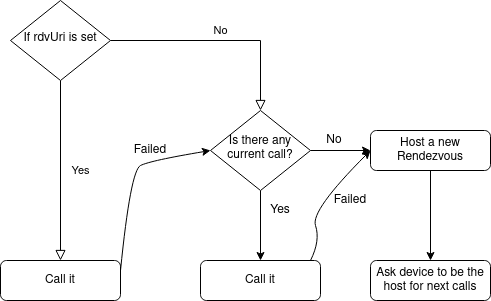 If rdvUri is set
No
Is there any
current call?
No
Host a new
Rendezvous
Failed
Yes
Yes
Failed
Call it
Call it
Ask device to be the
host for next calls